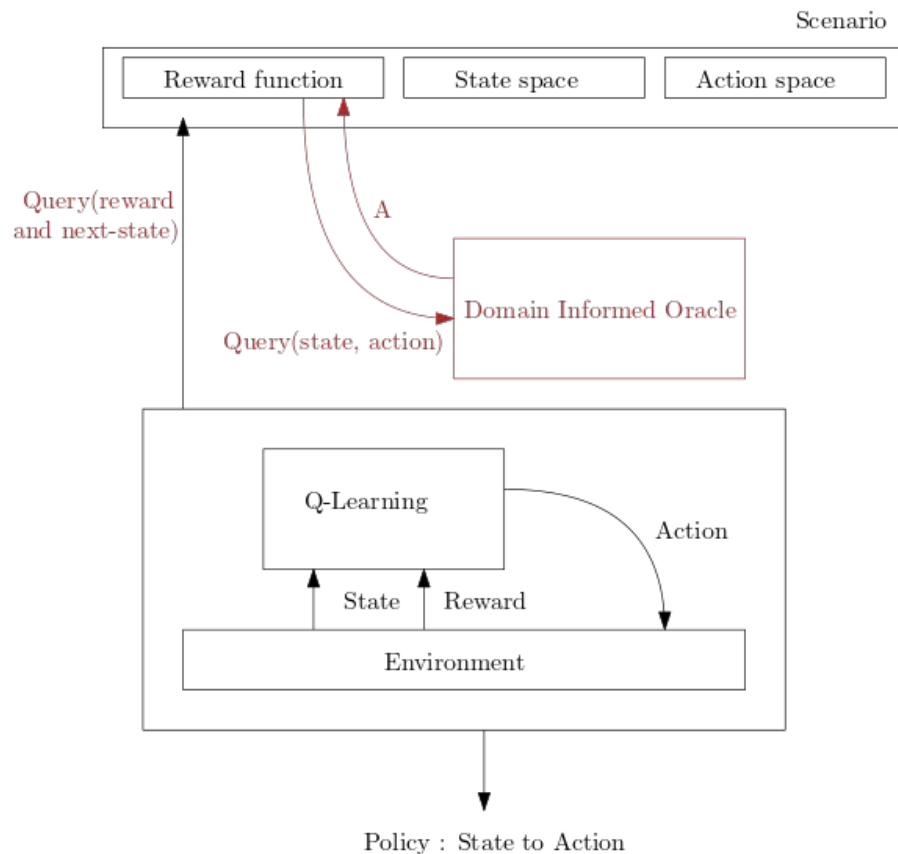 Scenario
Reward function
State space
Action space
Query(reward
and next-state)
A
Domain Informed Oracle
Query(state, action)
Q-Learning
Action
State
Reward
Environment
Policy : State to Action